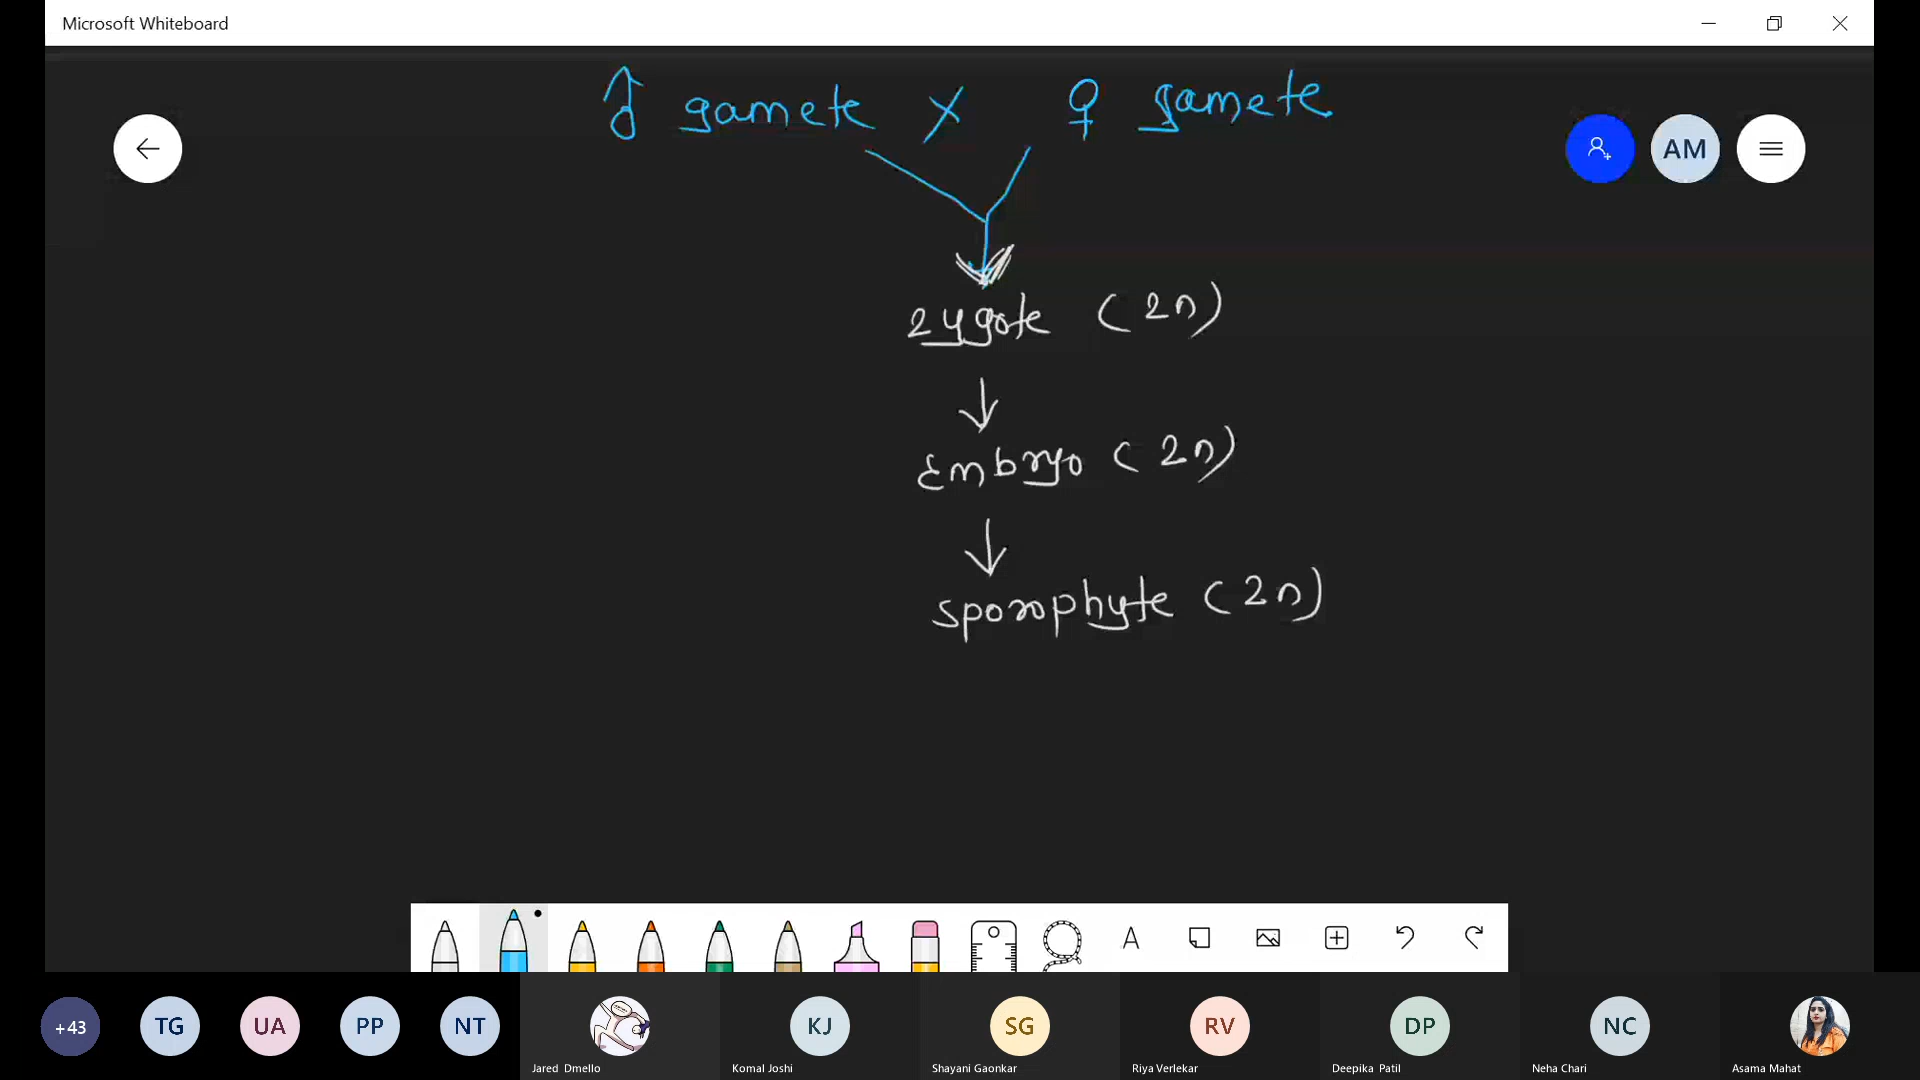 Microsoft Whiteboard
♂ gamete X ♀ gamete
AM
zygote (2n)
Embryo (2n)
sporophyte (2n)
A
+43 TG UA PP NT KJ SG RV DP NC
Jared Dmello Komal Joshi Shayani Gaonkar Riya Verlekar Deepika Patil Neha Chari Asama Mahat